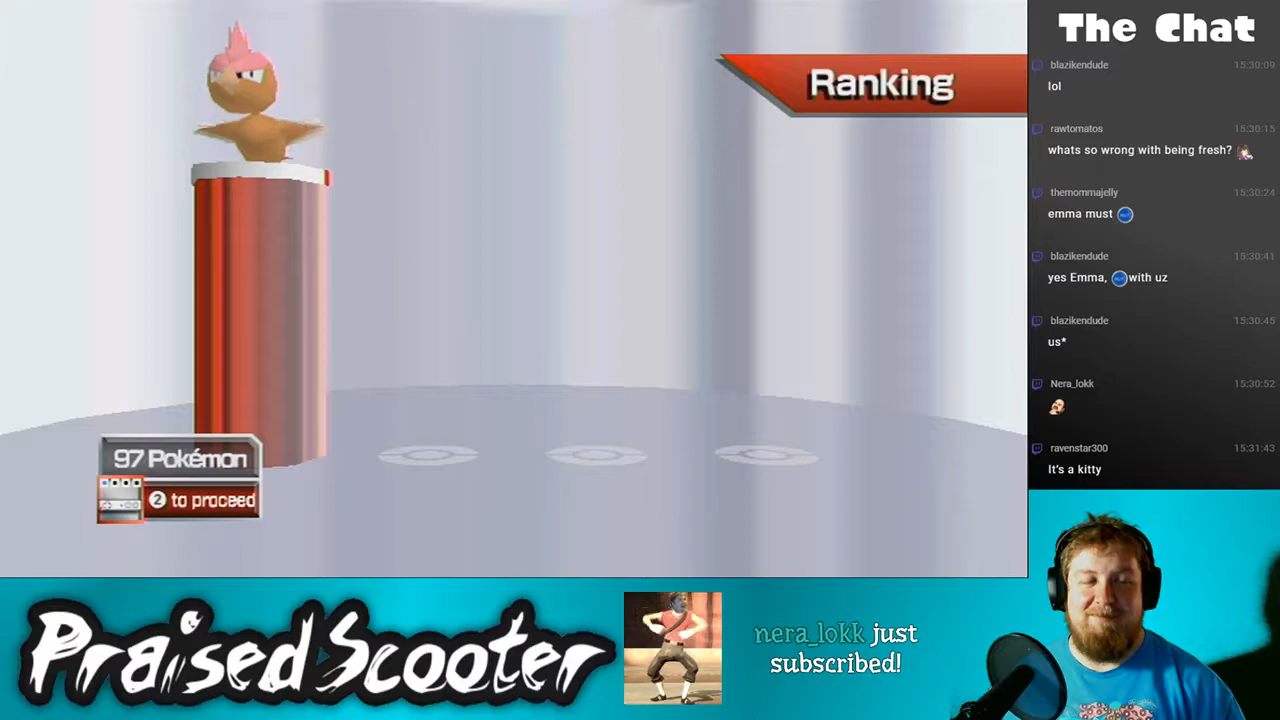 Ranking
97 Pokémon
2 to proceed
The Chat
blazikendude 15:30:09
lol
rawtomatos 15:30:15
whats so wrong with being fresh?
themommajelly 15:30:24
emma must
blazikendude 15:30:41
yes Emma, with uz
blazikendude 15:30:45
us*
Nera_lokk 15:30:52
ravenstar300 15:31:43
It's a kitty
PraisedScooter
nera_lokk just
subscribed!